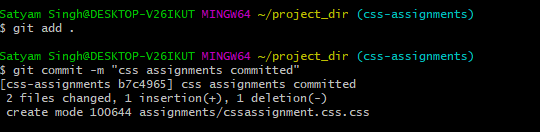 Satyam Singh@DESKTOP-V26IKUT MINGW64 ~/project_dir (css-assignments)
$ git add .
Satyam Singh@DESKTOP-V26IKUT MINGW64 ~/project_dir (css-assignments)
$ git commit -m "css assignments committed"
[css-assignments b7c4965] css assignments committed
 2 files changed, 1 insertion(+), 1 deletion(-)
 create mode 100644 assignments/cssassignment.css.css